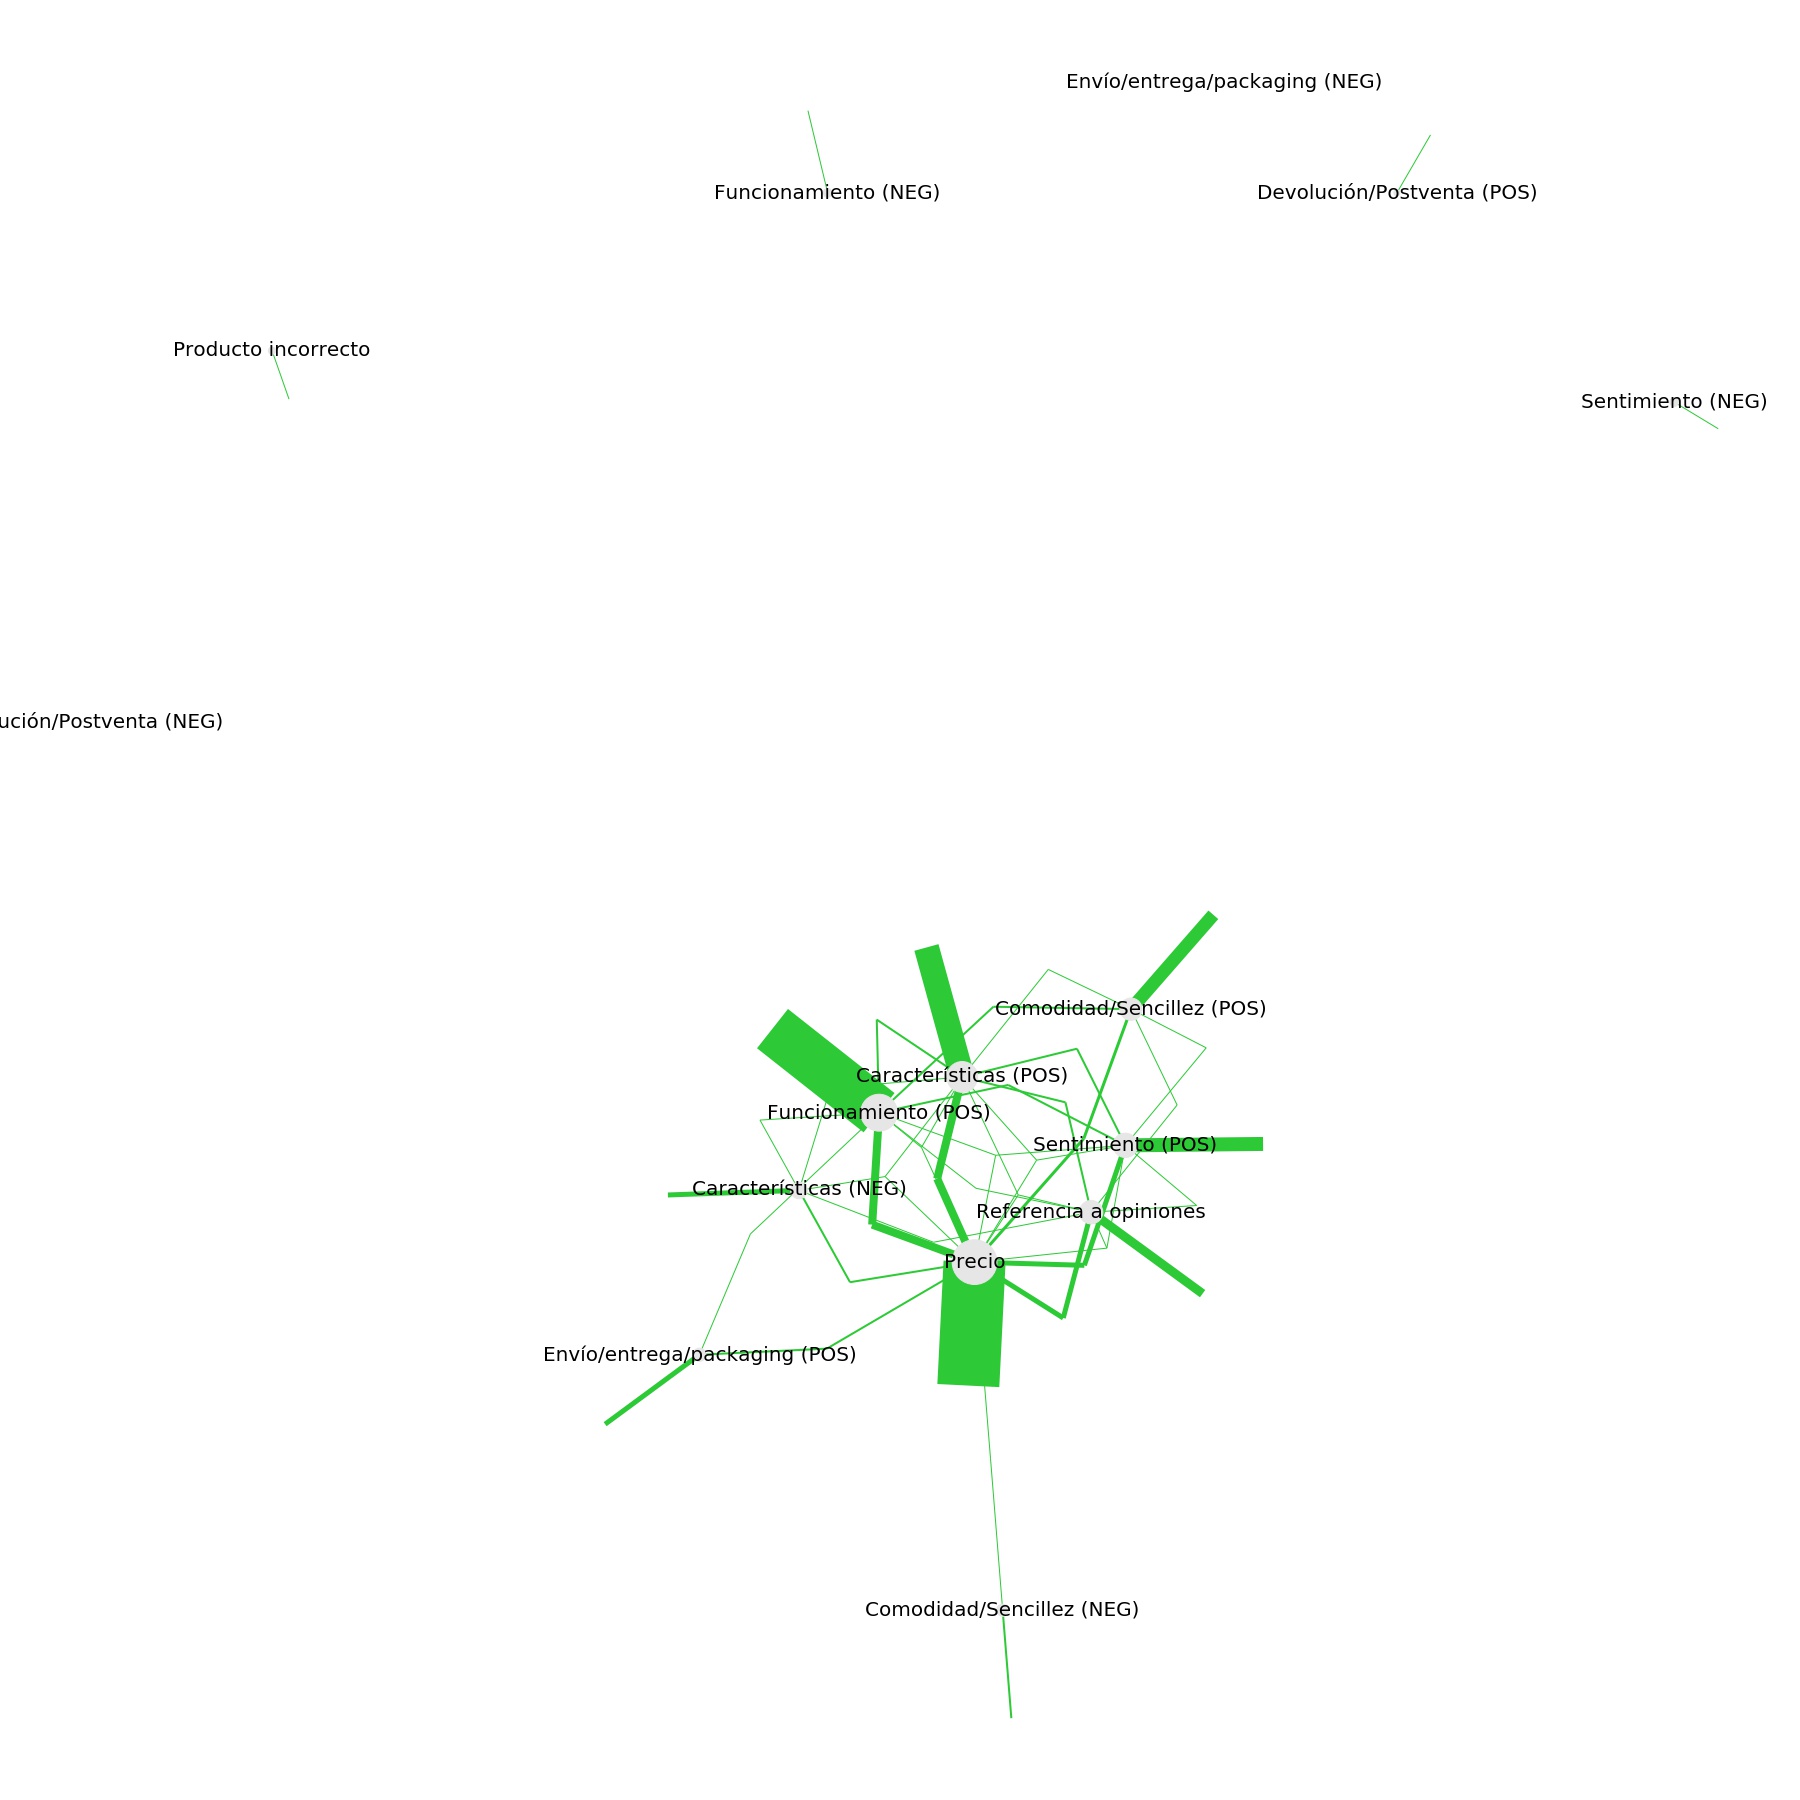 Envío/entrega/packaging (NEG)
Funcionamiento (NEG)
Devolución/Postventa (POS)
Producto incorrecto
Sentimiento (NEG)
ución/Postventa (NEG)
Comodidad/Sencillez (POS)
Características (POS)
Funcionamiento (POS)
Sentimiento (POS)
Características (NEG)
Referencia a opiniones
Precio
Envío/entrega/packaging (POS)
Comodidad/Sencillez (NEG)